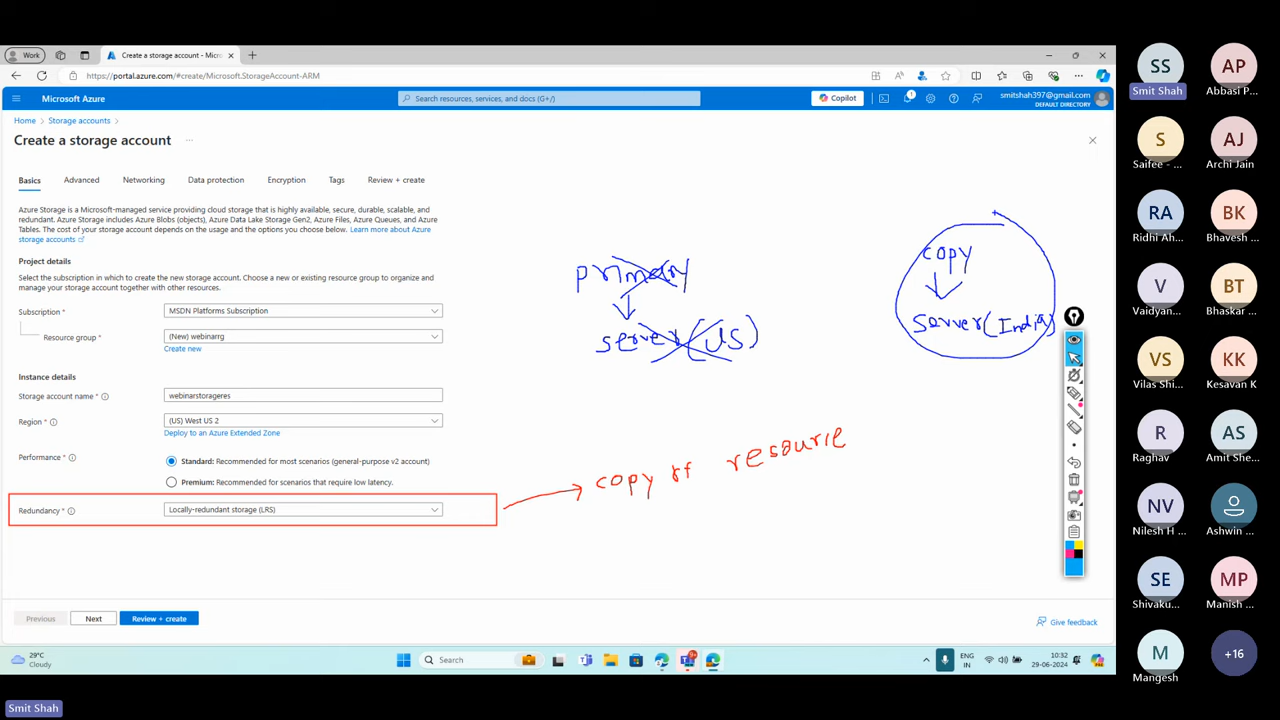 Work
Create a storage account - Micr
https://portal.azure.com/#create/Microsoft.StorageAccount-ARM
Microsoft Azure
Search resources, services, and docs (G+/)
Copilot
1
smitshah397@gmail.com
DEFAULT DIRECTORY
Home > Storage accounts >
Create a storage account ...
Basics Advanced Networking Data protection Encryption Tags Review + create
Azure Storage is a Microsoft-managed service providing cloud storage that is highly available, secure, durable, scalable, and
redundant. Azure Storage includes Azure Blobs (objects), Azure Data Lake Storage Gen2, Azure Files, Azure Queues, and Azure
Tables. The cost of your storage account depends on the usage and the options you choose below. Learn more about Azure
storage accounts
Project details
Select the subscription in which to create the new storage account. Choose a new or existing resource group to organize and
manage your storage account together with other resources.
Subscription * MSDN Platforms Subscription
Resource group * (New) webinarrg
Create new
Instance details
Storage account name * webinarstorageres
Region * (US) West US 2
Deploy to an Azure Extended Zone
Performance * Standard: Recommended for most scenarios (general-purpose v2 account)
Premium: Recommended for scenarios that require low latency.
Redundancy * Locally-redundant storage (LRS)
Previous Next Review + create
Give feedback
primary
server (US)
copy
Server (India)
copy of resource
29°C
Cloudy
Search
9+
ENG
IN
10:32
29-06-2024
SS
Smit Shah
AP
Abbasi P...
S
Saifee - ...
AJ
Archi Jain
RA
Ridhi Ah...
BK
Bhavesh ...
V
Vaidyan...
BT
Bhaskar ...
VS
Vilas Shi...
KK
Kesavan K
R
Raghav
AS
Amit She...
NV
Nilesh H ...
Ashwin ...
SE
Shivaku...
MP
Manish ...
M
Mangesh
+16
Smit Shah